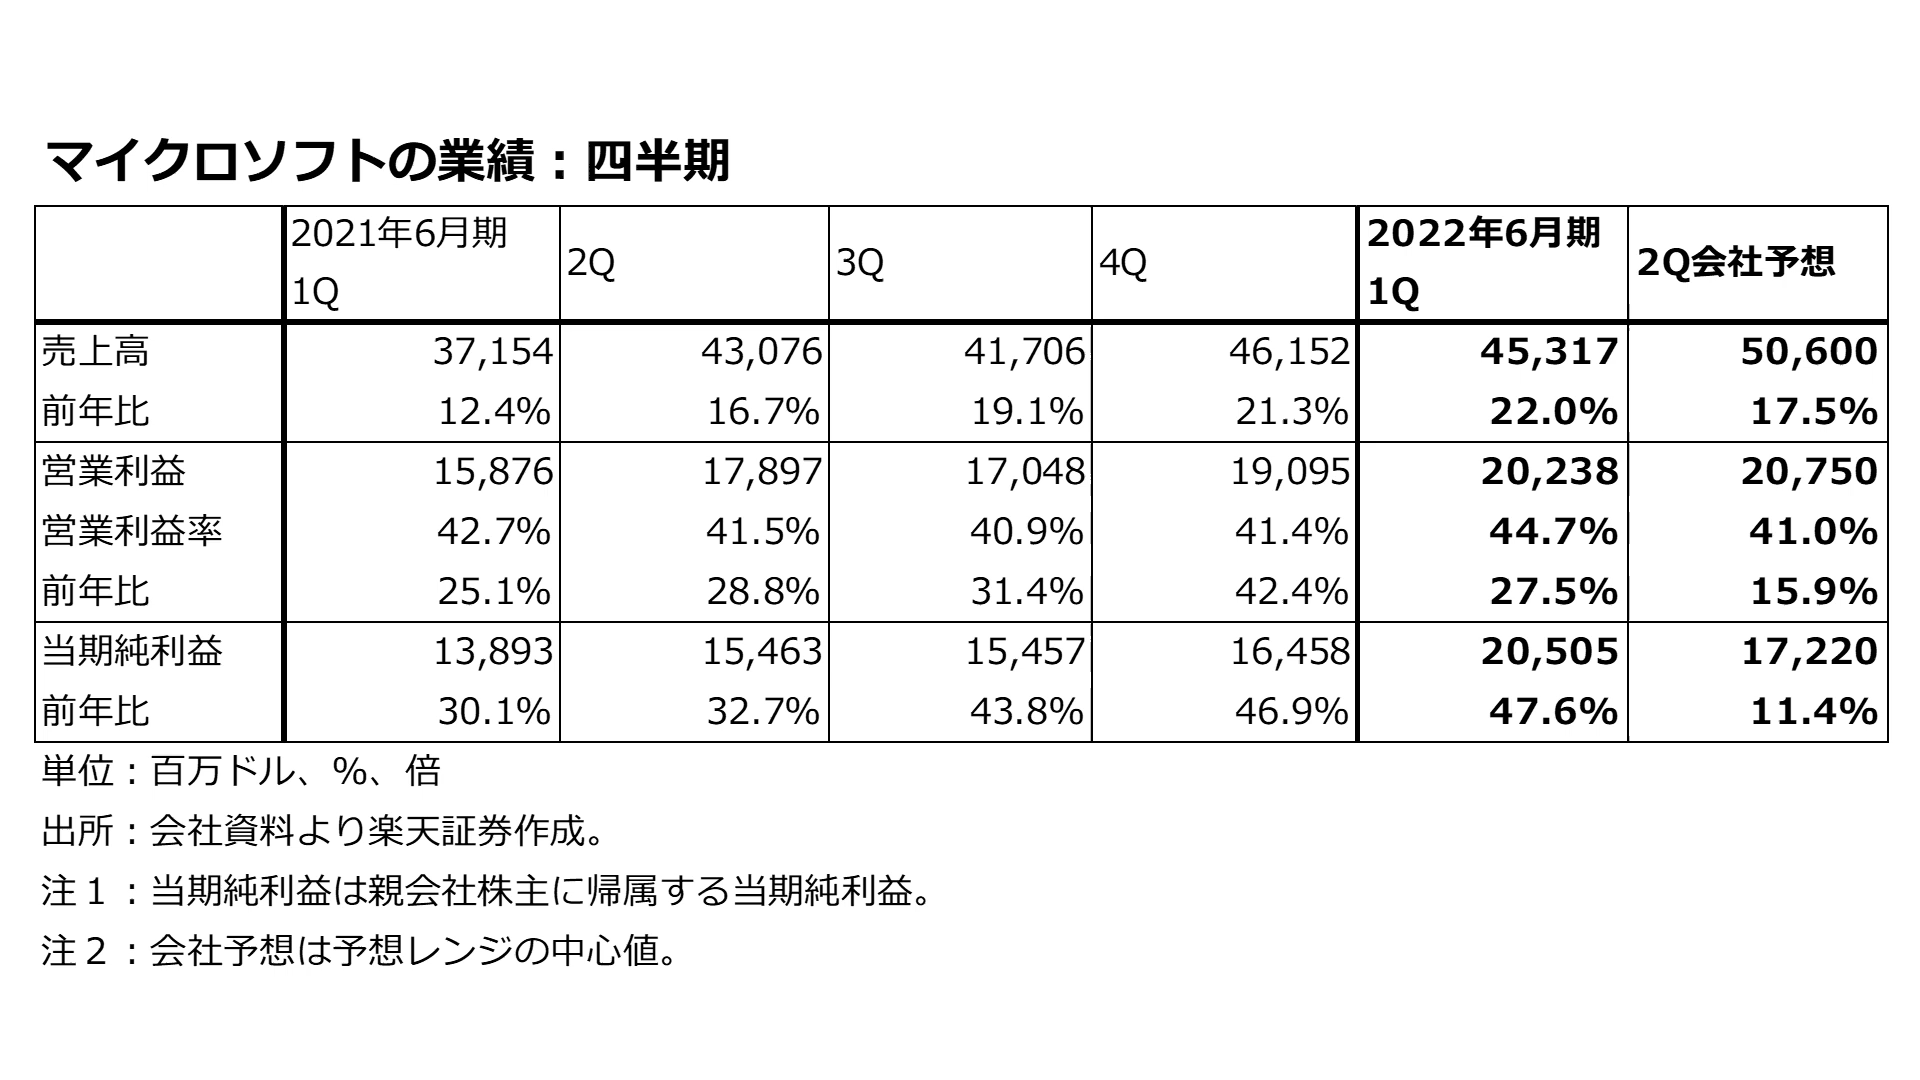 マイクロソフトの業績：四半期
2021年6月期 1Q 2Q 3Q 4Q 2022年6月期 1Q 2Q会社予想
売上高 37,154 43,076 41,706 46,152 45,317 50,600
前年比 12.4% 16.7% 19.1% 21.3% 22.0% 17.5%
営業利益 15,876 17,897 17,048 19,095 20,238 20,750
営業利益率 42.7% 41.5% 40.9% 41.4% 44.7% 41.0%
前年比 25.1% 28.8% 31.4% 42.4% 27.5% 15.9%
当期純利益 13,893 15,463 15,457 16,458 20,505 17,220
前年比 30.1% 32.7% 43.8% 46.9% 47.6% 11.4%
単位：百万ドル、%、倍
出所：会社資料より楽天証券作成。
注１：当期純利益は親会社株主に帰属する当期純利益。
注２：会社予想は予想レンジの中心値。